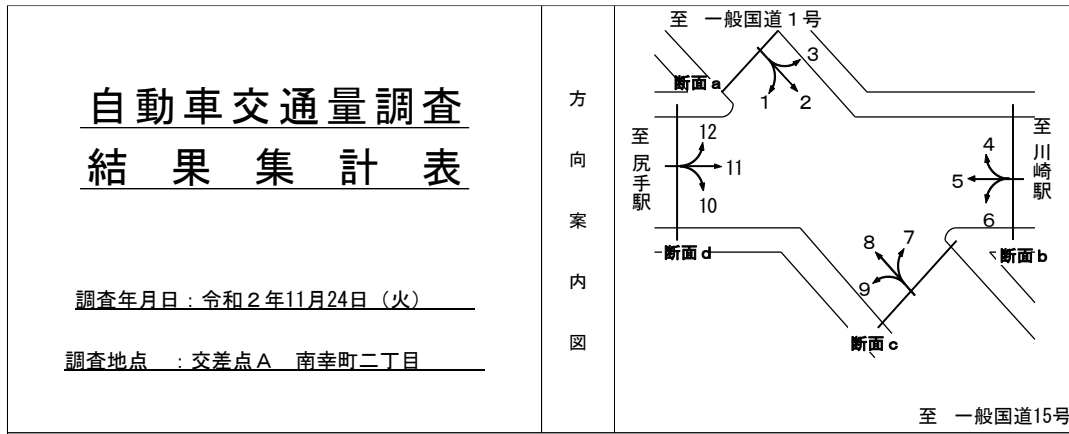 自動車交通量調査
結果集計表
調査年月日：令和２年11月24日（火）
調査地点　：交差点Ａ　南幸町二丁目
方向案内図
至　一般国道１号
断面ａ
1
2
3
至尻手駅
12
11
10
断面ｄ
至川崎駅
4
5
6
断面ｂ
8
7
9
断面ｃ
至　一般国道15号